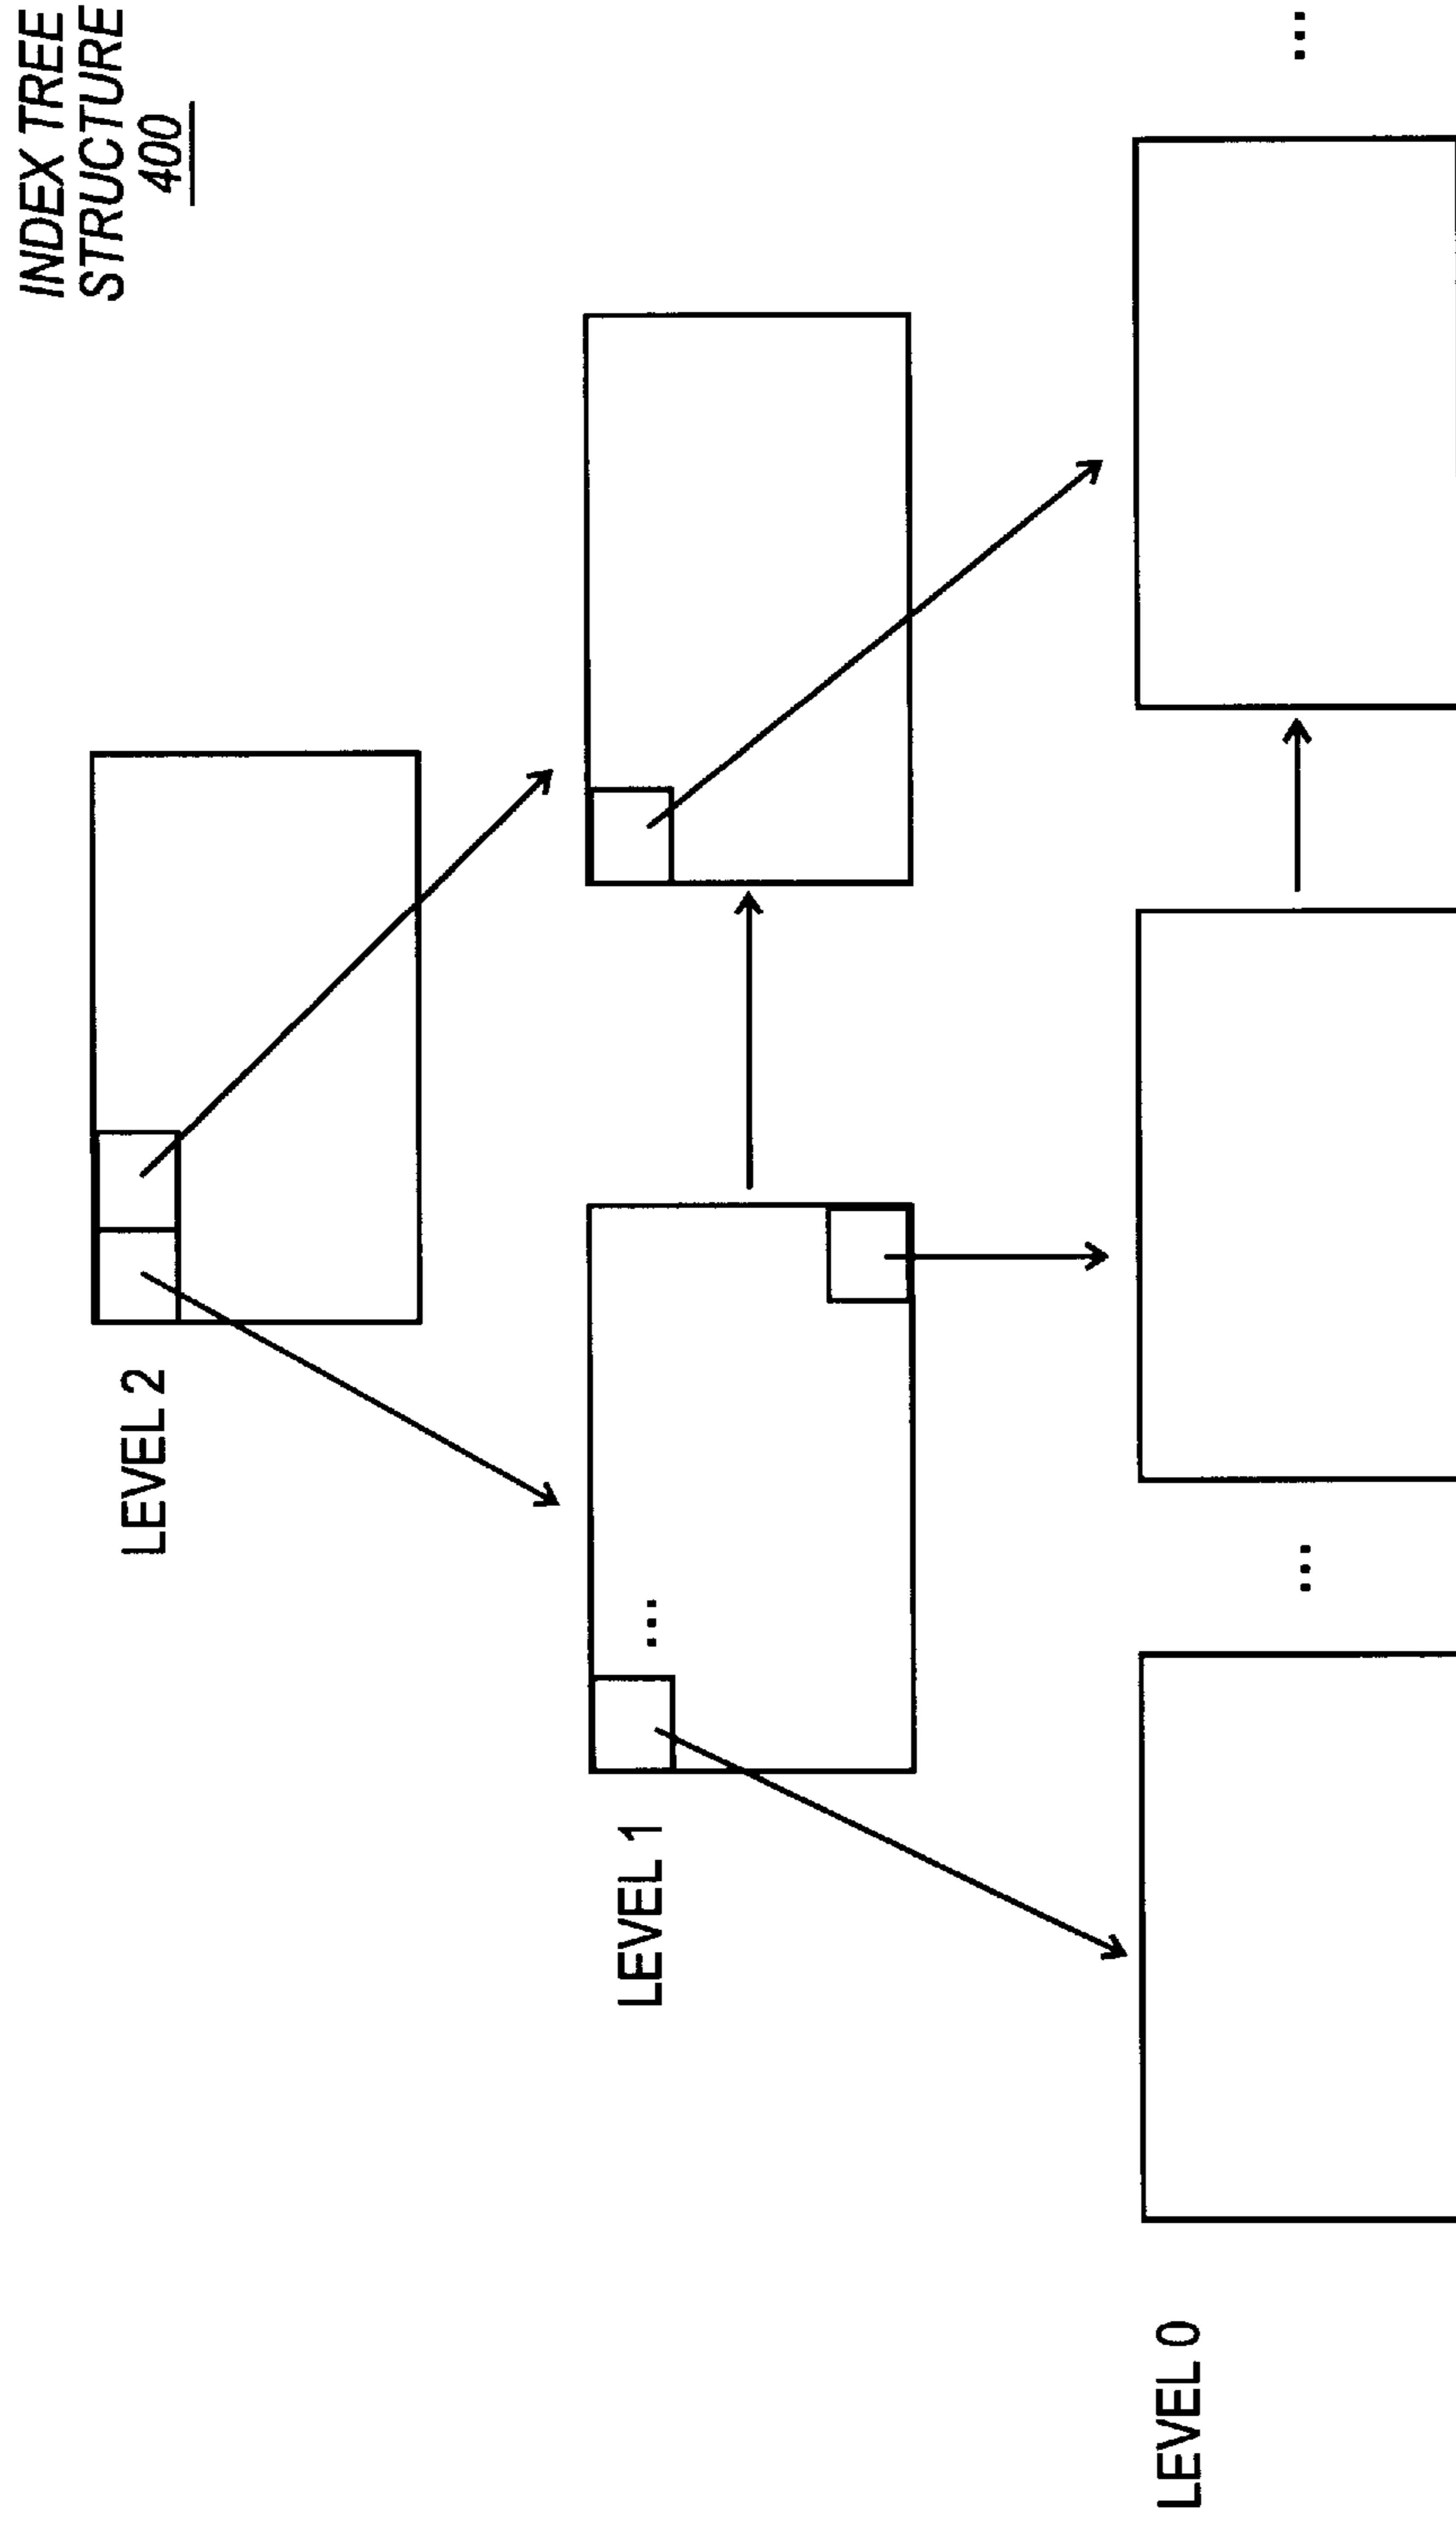 INDEX TREE
STRUCTURE
400
LEVEL 2
LEVEL 1
...
LEVEL 0
...
...